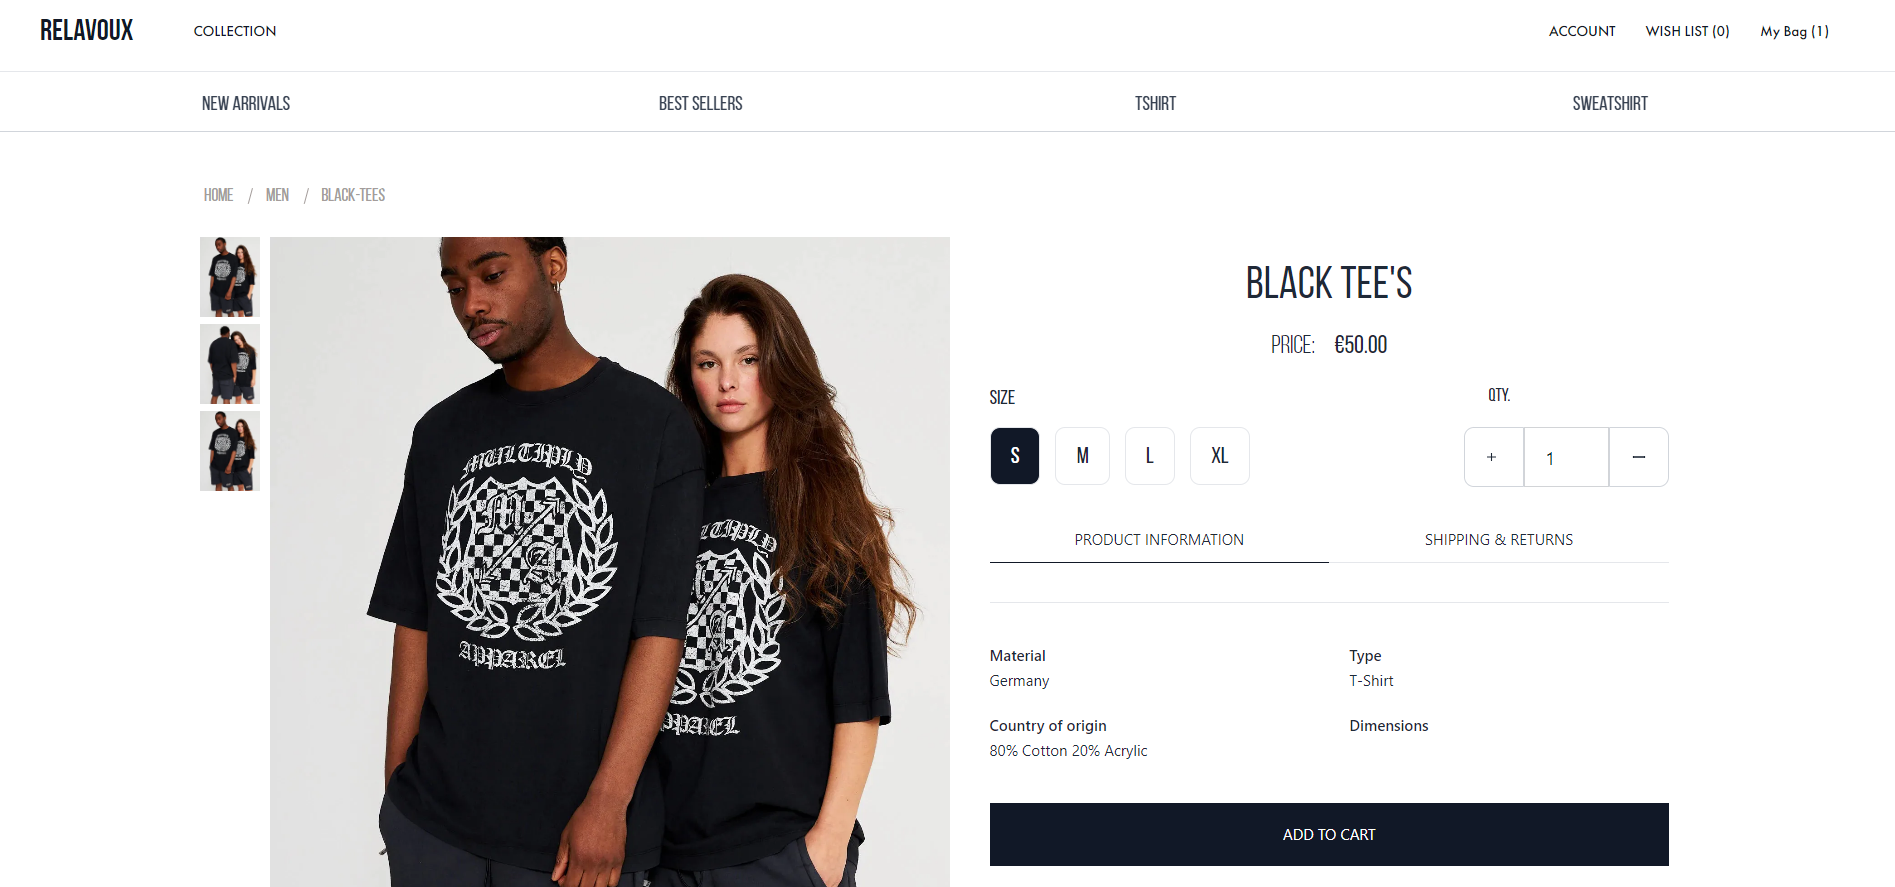 RELAVOUX COLLECTION ACCOUNT WISH LIST (0) My Bag (1)
NEW ARRIVALS BEST SELLERS TSHIRT SWEATSHIRT
HOME / MEN / BLACK-TEES
BLACK TEE'S
PRICE: €50.00
SIZE QTY.
S M L XL + 1 −
PRODUCT INFORMATION SHIPPING & RETURNS
Material Type
Germany T-Shirt
Country of origin Dimensions
80% Cotton 20% Acrylic
ADD TO CART
MULTIPLY
M
A
APPAREL
LTIPLY
PPAREL